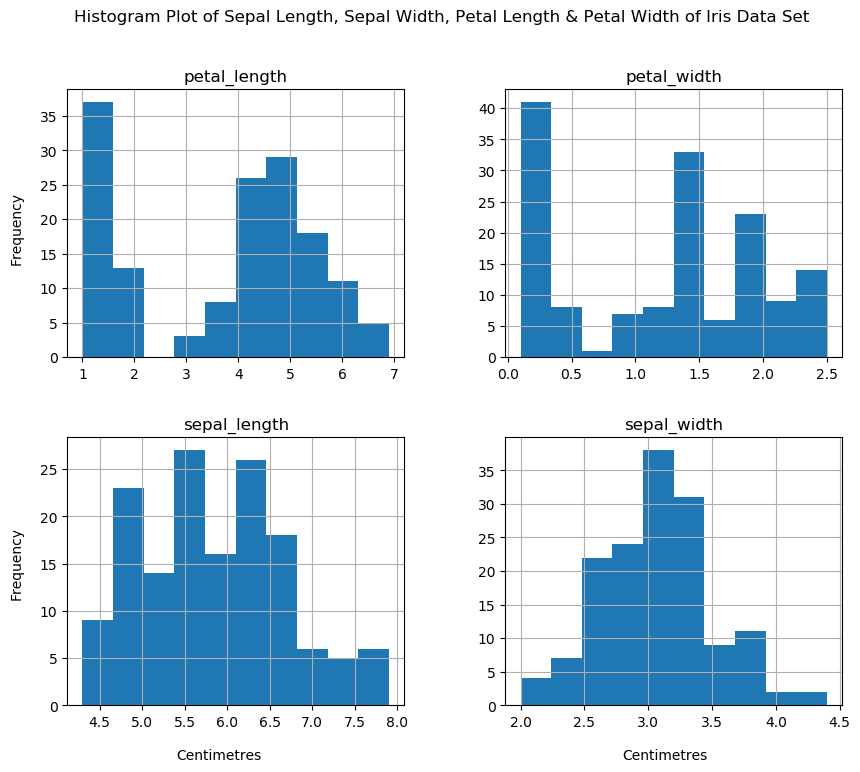 Histogram Plot of Sepal Length, Sepal Width, Petal Length & Petal Width of Iris Data Set
petal_length
35
30
25
20
15
10
5
0
Frequency
1 2 3 4 5 6 7
petal_width
40
35
30
25
20
15
10
5
0
0.0 0.5 1.0 1.5 2.0 2.5
sepal_length
25
20
15
10
5
0
Frequency
4.5 5.0 5.5 6.0 6.5 7.0 7.5 8.0
Centimetres
sepal_width
35
30
25
20
15
10
5
0
2.0 2.5 3.0 3.5 4.0 4.5
Centimetres